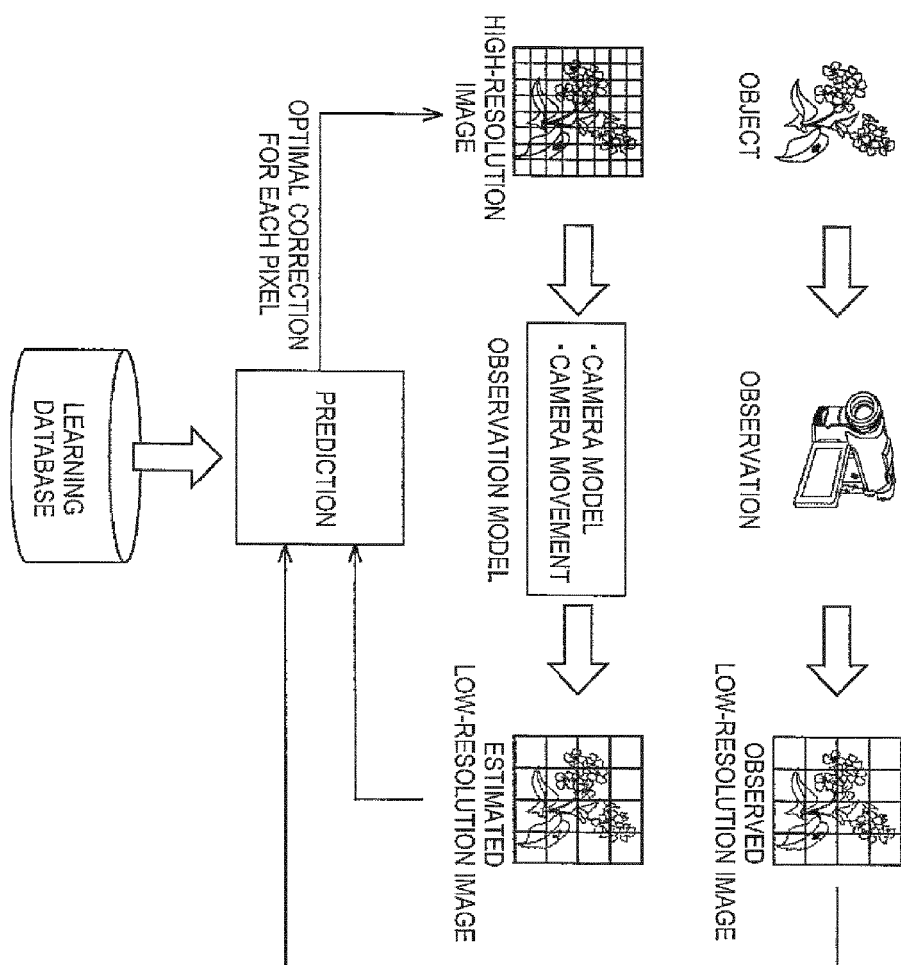 OBJECT
OBSERVATION
OBSERVED
LOW-RESOLUTION IMAGE
HIGH-RESOLUTION
IMAGE
· CAMERA MODEL
· CAMERA MOVEMENT
OBSERVATION MODEL
ESTIMATED
LOW-RESOLUTION IMAGE
OPTIMAL CORRECTION
FOR EACH PIXEL
PREDICTION
LEARNING
DATABASE